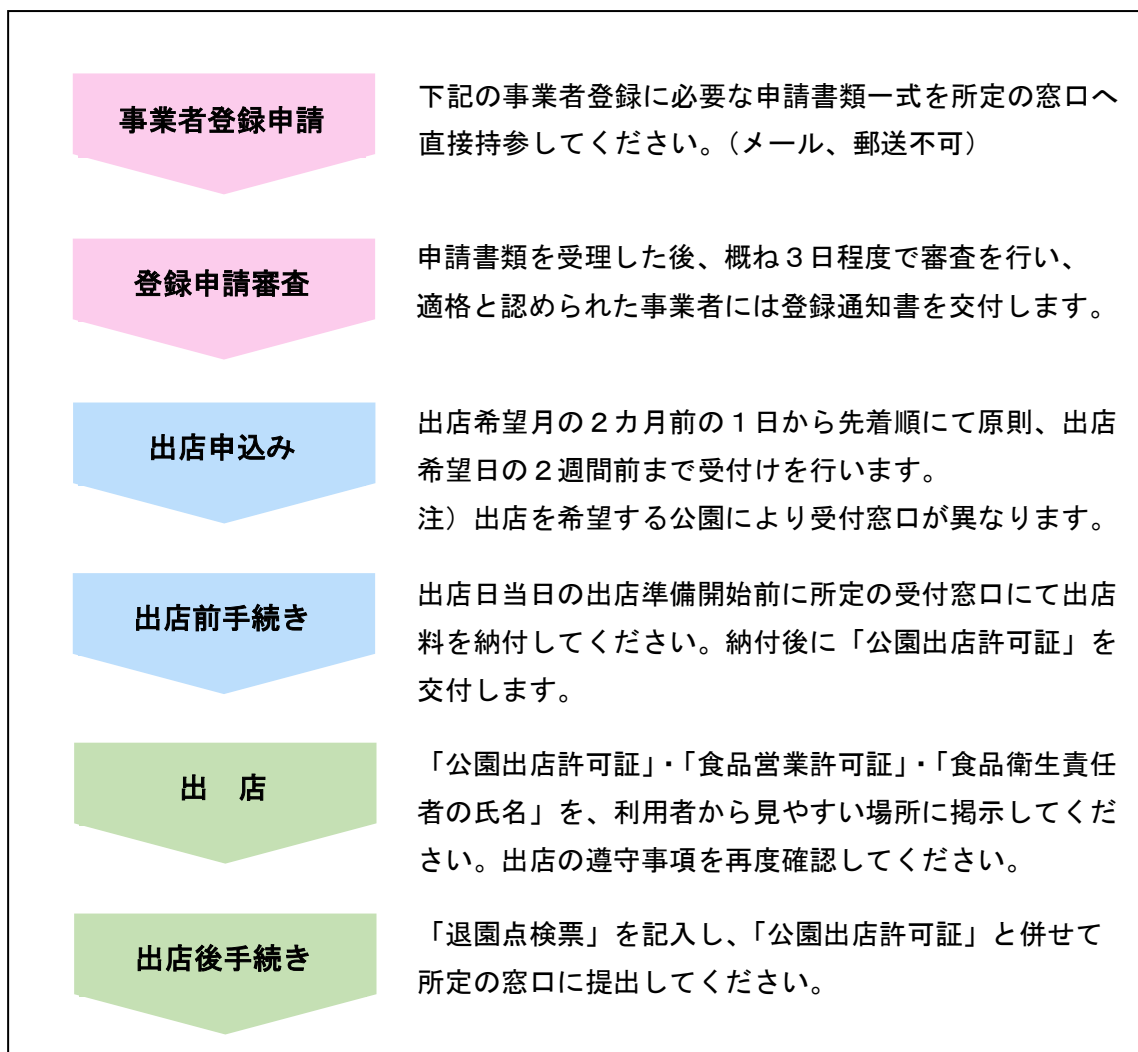 事業者登録申請
下記の事業者登録に必要な申請書類一式を所定の窓口へ
直接持参してください。（メール、郵送不可）
登録申請審査
申請書類を受理した後、概ね３日程度で審査を行い、
適格と認められた事業者には登録通知書を交付します。
出店申込み
出店希望月の２カ月前の１日から先着順にて原則、出店
希望日の２週間前まで受付けを行います。
注）出店を希望する公園により受付窓口が異なります。
出店前手続き
出店日当日の出店準備開始前に所定の受付窓口にて出店
料を納付してください。納付後に「公園出店許可証」を
交付します。
出　店
「公園出店許可証」・「食品営業許可証」・「食品衛生責任
者の氏名」を、利用者から見やすい場所に掲示してくだ
さい。出店の遵守事項を再度確認してください。
出店後手続き
「退園点検票」を記入し、「公園出店許可証」と併せて
所定の窓口に提出してください。